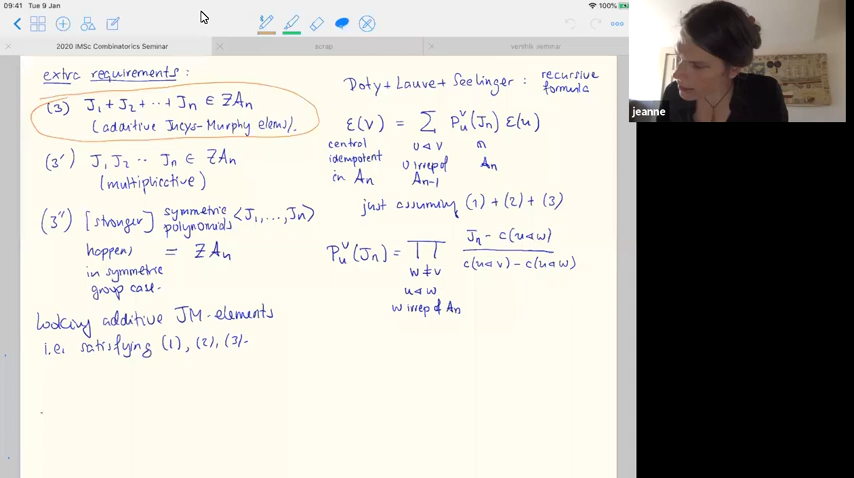 09:41 Tue 9 Jan
100%
2020 IMSc Combinatorics Seminar
scrap
vershik seminar
jeanne
extra requirements :
(3) J₁ + J₂ + ·· + Jₙ ∈ ZAₙ
(additive Jucys-Murphy elems).
(3') J₁ J₂ ·· Jₙ ∈ ZAₙ
(multiplicative)
(3'') [stronger] symmetric polynomials <J₁, ..., Jₙ>
happens = ZAₙ
in symmetric
group case.
Looking additive JM-elements
i.e. satisfying (1), (2), (3).
Doty + Lauve + Seelinger : recursive
formula
ε(v) = Σ Pᵤᵛ(Jₙ) ε(u)
central
idempotent
in Aₙ
u ◁ v
u irrep of
Aₙ₋₁
∩
Aₙ
just assuming (1) + (2) + (3)
Pᵤᵛ(Jₙ) = ∏ Jₙ - c(u◁w) / c(u◁v) - c(u◁w)
w ≠ v
u ◁ w
w irrep of Aₙ